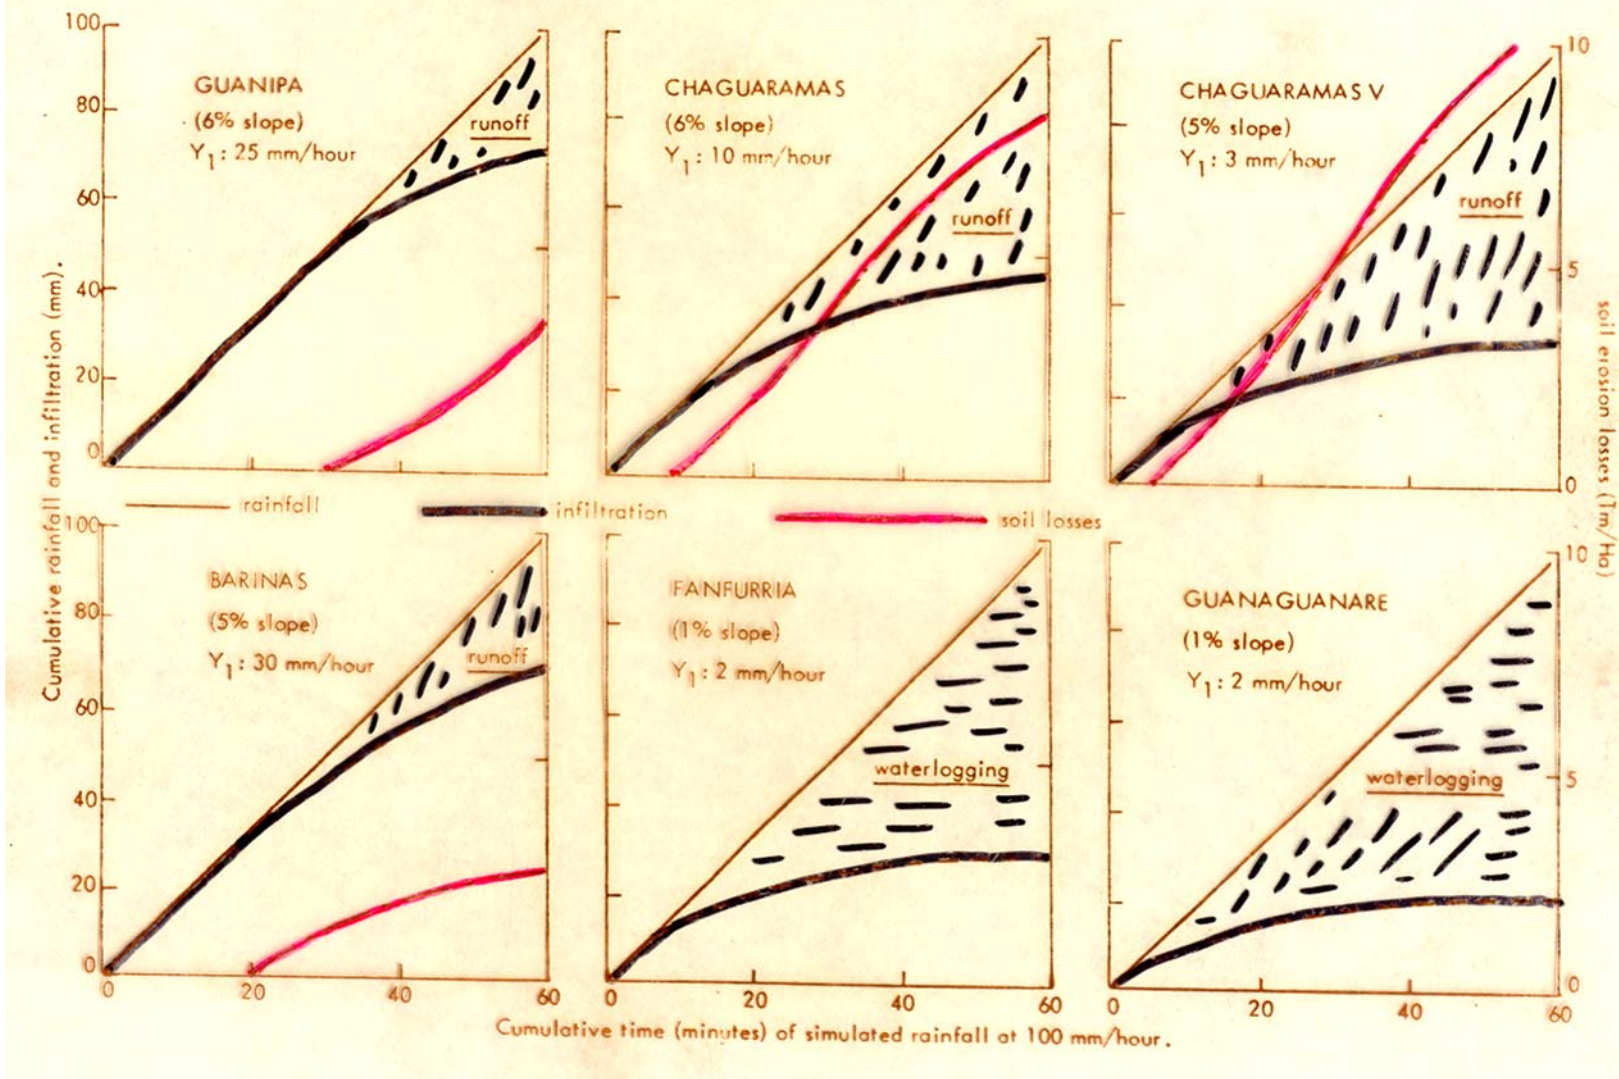 100
80
60
40
20
0
GUANIPA
(6% slope)
Y1: 25 mm/hour
runoff
CHAGUARAMAS
(6% slope)
Y1: 10 mm/hour
runoff
CHAGUARAMAS V
(5% slope)
Y1: 3 mm/hour
runoff
10
5
0
Cumulative rainfall and infiltration (mm).
soil erosion losses (Tm/Ha)
rainfall
infiltration
soil losses
100
80
60
40
20
0
BARINAS
(5% slope)
Y1: 30 mm/hour
runoff
FANFURRIA
(1% slope)
Y1: 2 mm/hour
waterlogging
GUANAGUANARE
(1% slope)
Y1: 2 mm/hour
waterlogging
10
5
0
0 20 40 60
0 20 40 60
0 20 40 60
Cumulative time (minutes) of simulated rainfall at 100 mm/hour.